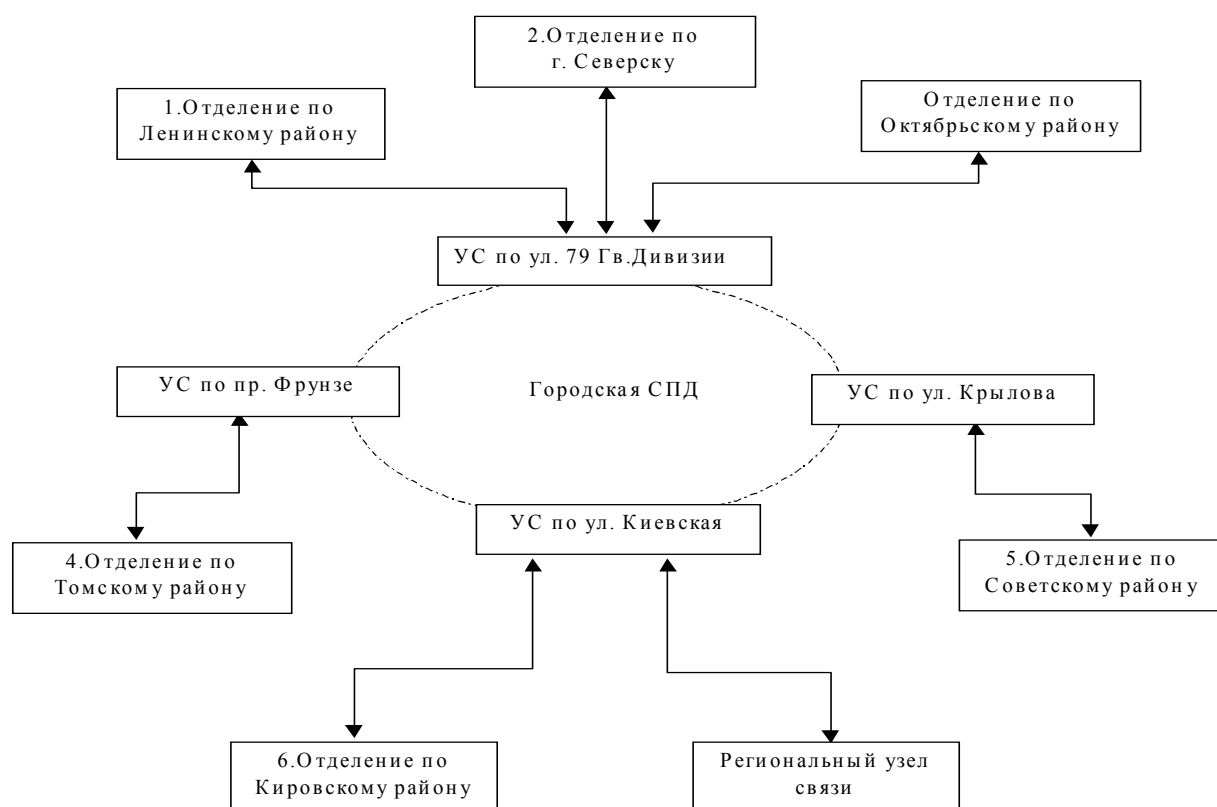 2.Отделение по
г. Северску
1.Отделение по
Ленинскому району
Отделение по
Октябрьскому району
УС по ул. 79 Гв.Дивизии
УС по пр. Фрунзе
Городская СПД
УС по ул. Крылова
УС по ул. Киевская
4.Отделение по
Томскому району
5.Отделение по
Советскому району
6.Отделение по
Кировскому району
Региональный узел
связи